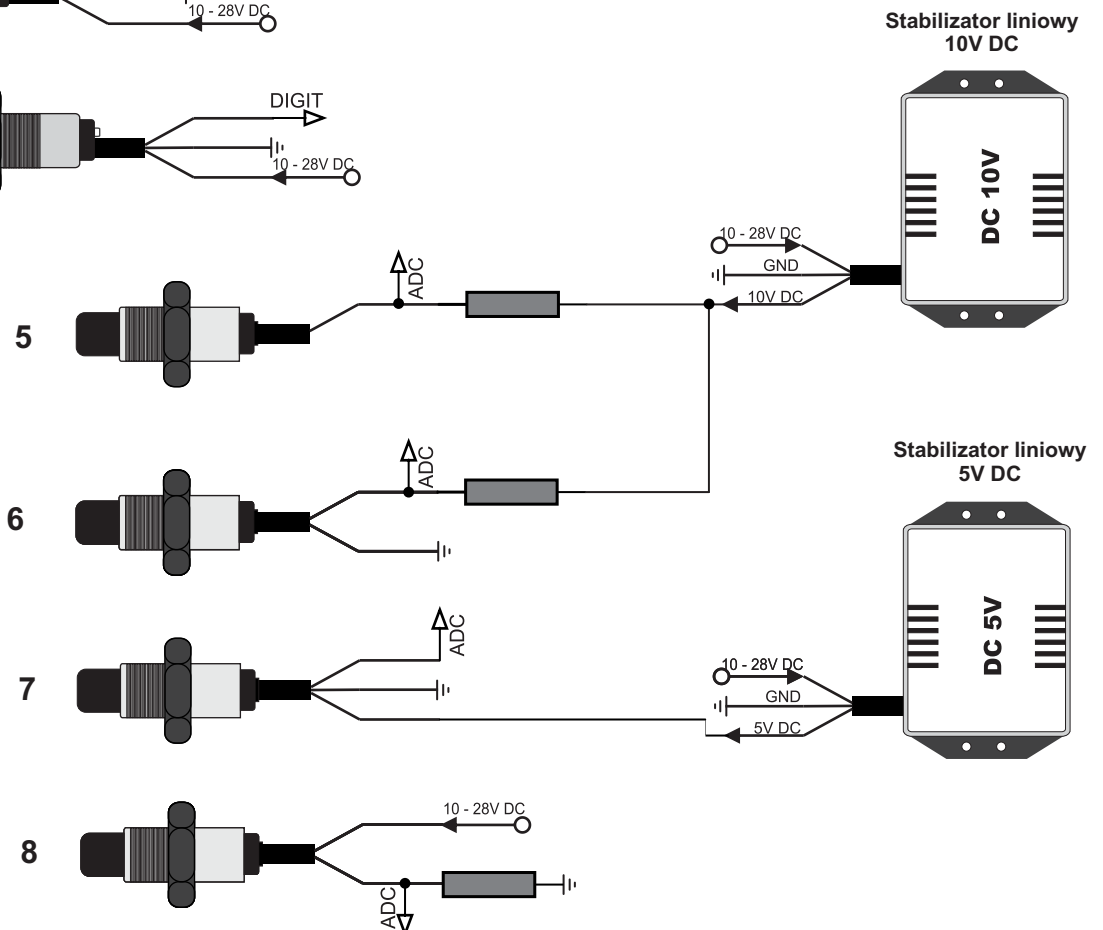 10 - 28V DC
Stabilizator liniowy
10V DC
DIGIT
10 - 28V DC
DC 10V
10 - 28V DC
GND
10V DC
ADC
5
Stabilizator liniowy
5V DC
ADC
6
DC 5V
ADC
10 - 28V DC
GND
5V DC
7
10 - 28V DC
8
ADC